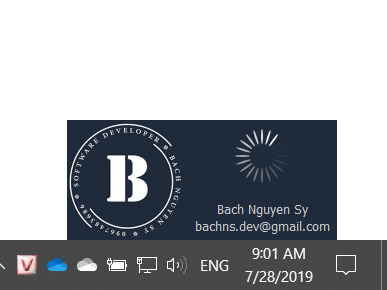 SOFTWARE DEVELOPER * BACH NGUYEN SY * 0967483686 *
B
Bach Nguyen Sy
bachns.dev@gmail.com
V
ENG
9:01 AM
7/28/2019